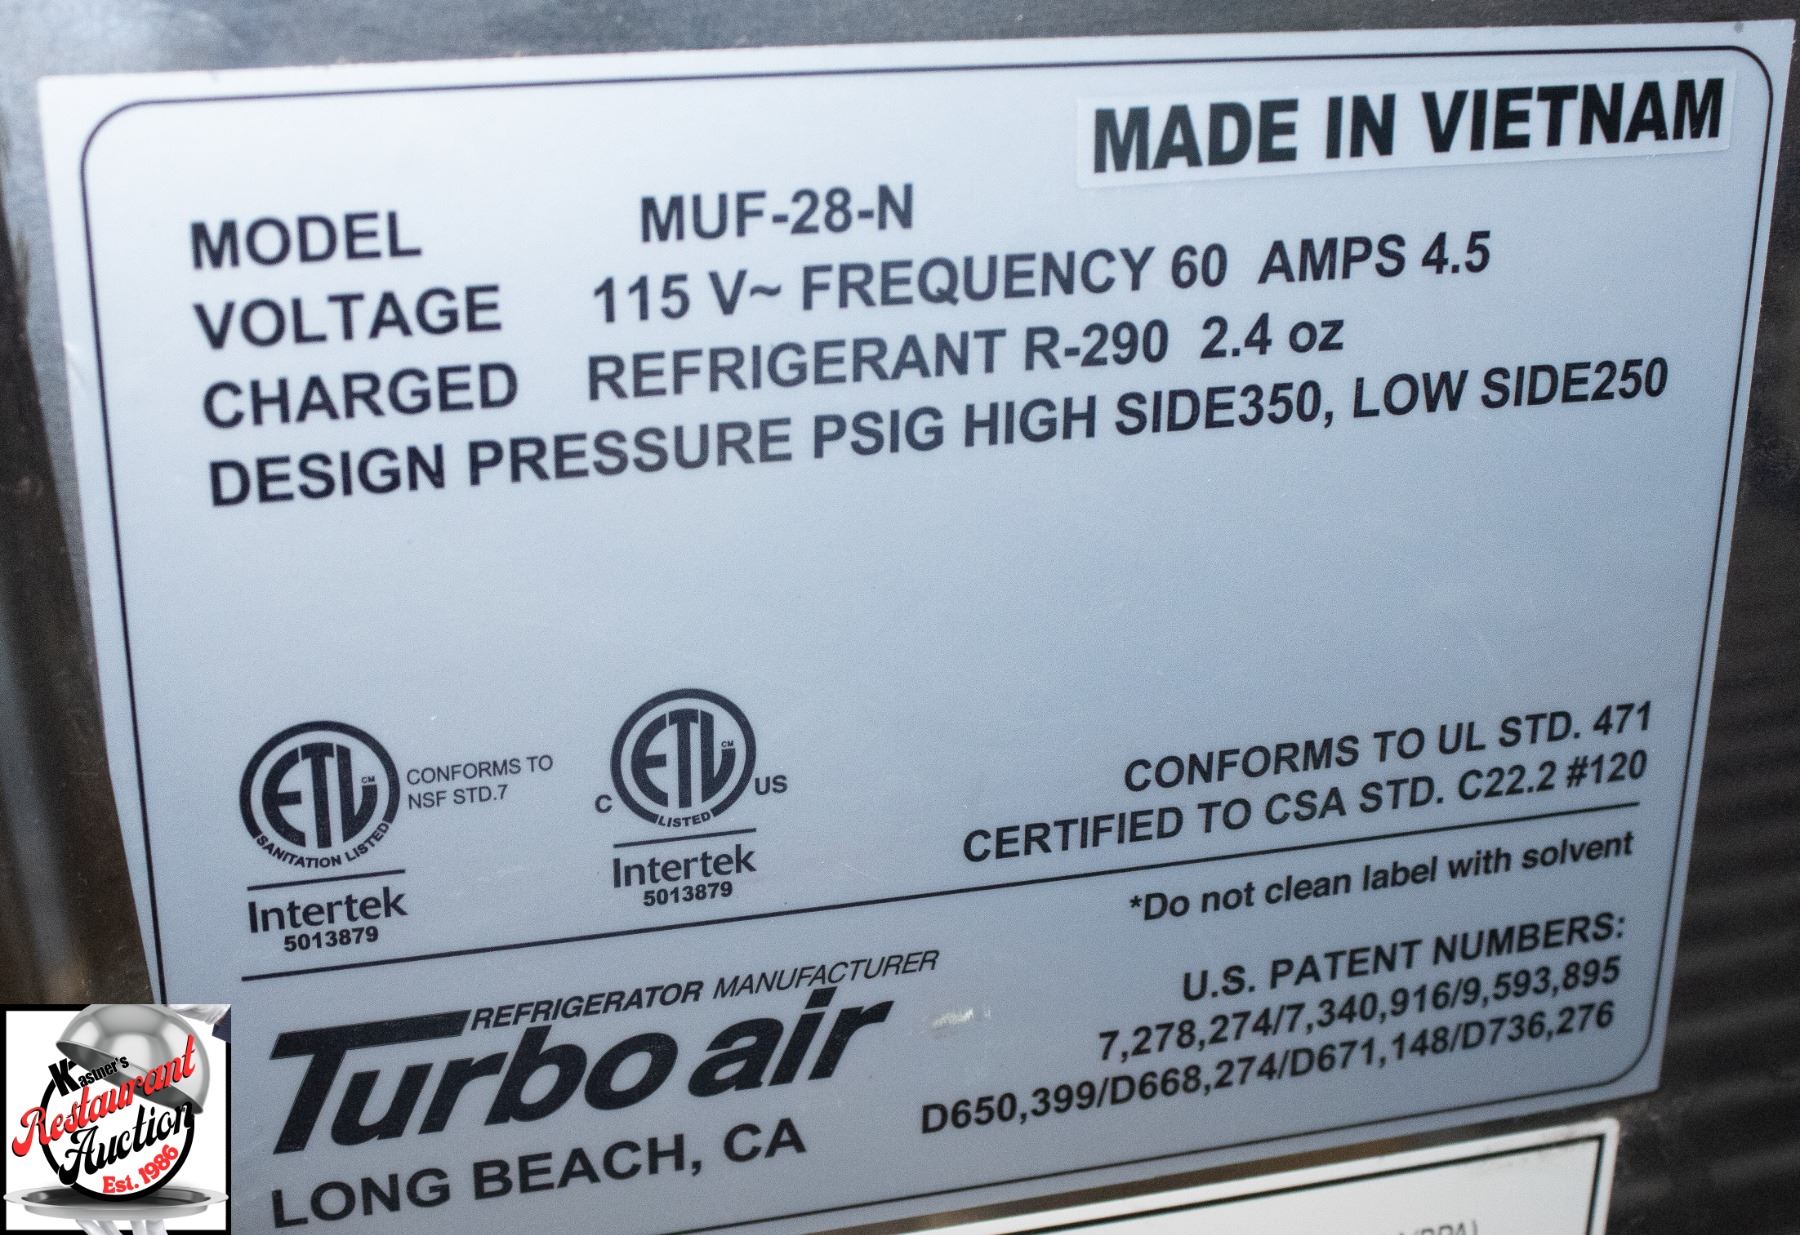 MADE IN VIETNAM
MODEL MUF-28-N
VOLTAGE 115 V~ FREQUENCY 60 AMPS 4.5
CHARGED REFRIGERANT R-290 2.4 oz
DESIGN PRESSURE PSIG HIGH SIDE350, LOW SIDE250
ETL CM
SANITATION LISTED
CONFORMS TO
NSF STD.7
Intertek
5013879
C ETL CM US
LISTED
Intertek
5013879
CONFORMS TO UL STD. 471
CERTIFIED TO CSA STD. C22.2 #120
*Do not clean label with solvent
U.S. PATENT NUMBERS:
7,278,274/7,340,916/9,593,895
D650,399/D668,274/D671,148/D736,276
REFRIGERATOR MANUFACTURER
Turbo air
LONG BEACH, CA
Kastner's
Restaurant
Auction
Est. 1986